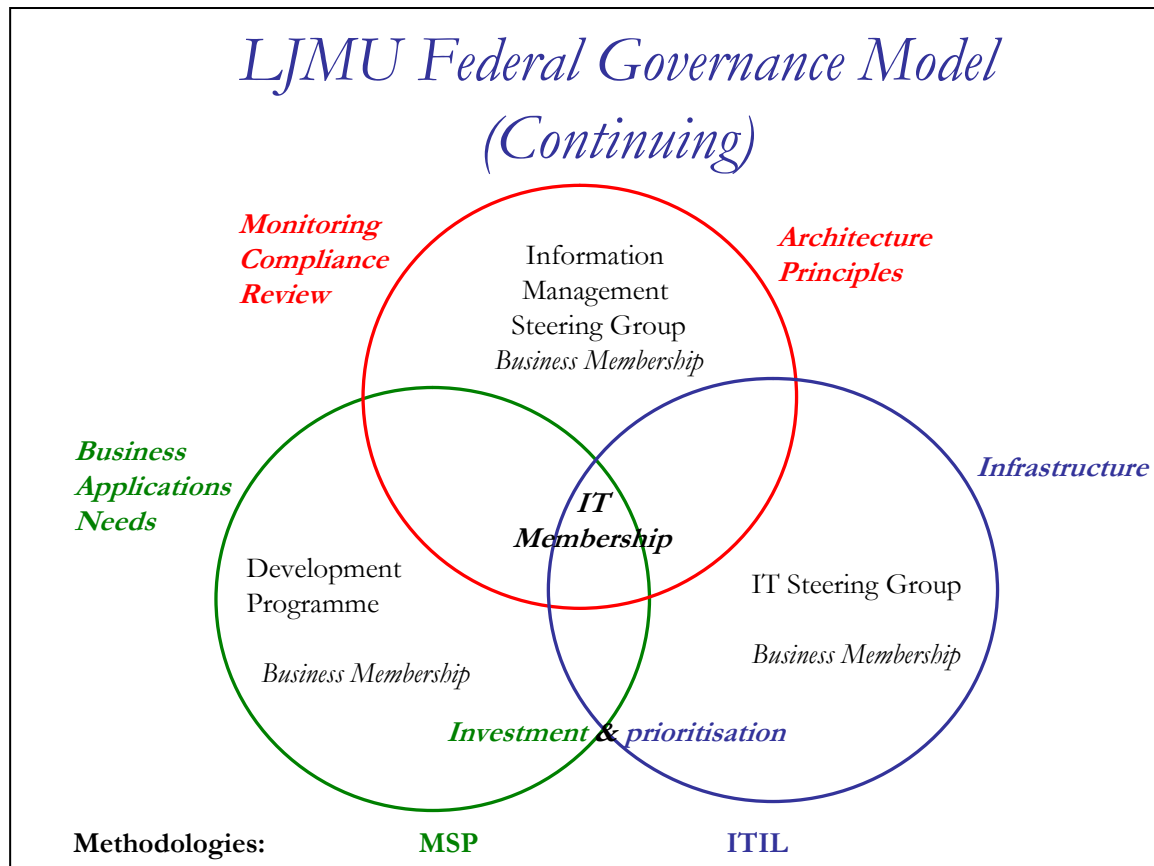 LJMU Federal Governance Model
(Continuing)
Monitoring
Compliance
Review
Architecture
Principles
Information
Management
Steering Group
Business Membership
Business
Applications
Needs
Infrastructure
IT
Membership
Development
Programme
Business Membership
IT Steering Group
Business Membership
Investment & prioritisation
Methodologies: MSP ITIL